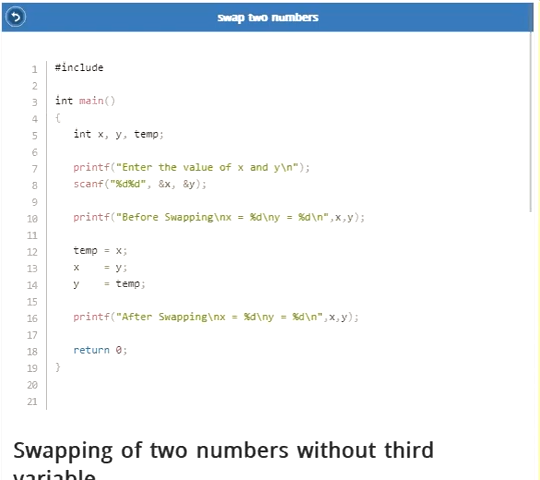 swap two numbers
1 #include
2
3 int main()
4 {
5 int x, y, temp;
6
7 printf("Enter the value of x and y\n");
8 scanf("%d%d", &x, &y);
9
10 printf("Before Swapping\nx = %d\ny = %d\n",x,y);
11
12 temp = x;
13 x    = y;
14 y    = temp;
15
16 printf("After Swapping\nx = %d\ny = %d\n",x,y);
17
18 return 0;
19 }
20
21
Swapping of two numbers without third
variable